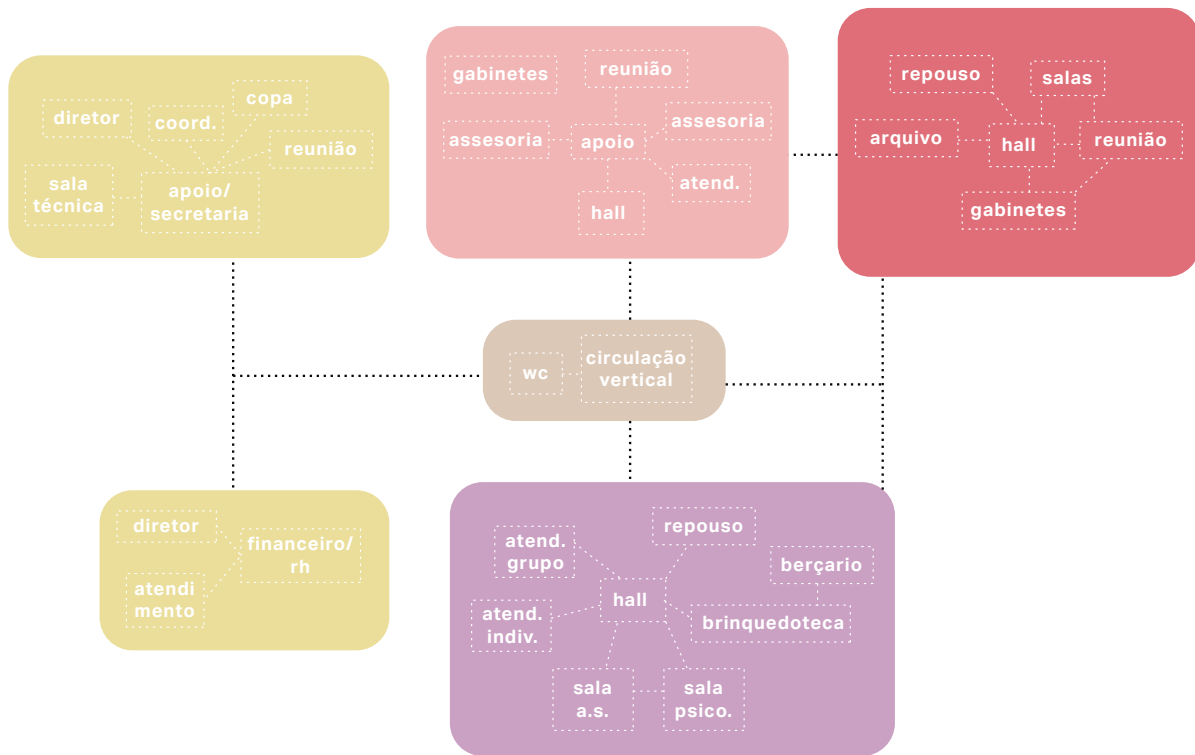 diretor
coord.
copa
reunião
sala
técnica
apoio/
secretaria
gabinetes
reunião
assesoria
apoio
assesoria
atend.
hall
repouso
salas
arquivo
hall
reunião
gabinetes
wc
circulação
vertical
diretor
financeiro/
rh
atendi
mento
atend.
grupo
repouso
berçario
hall
atend.
indiv.
brinquedoteca
sala
a.s.
sala
psico.